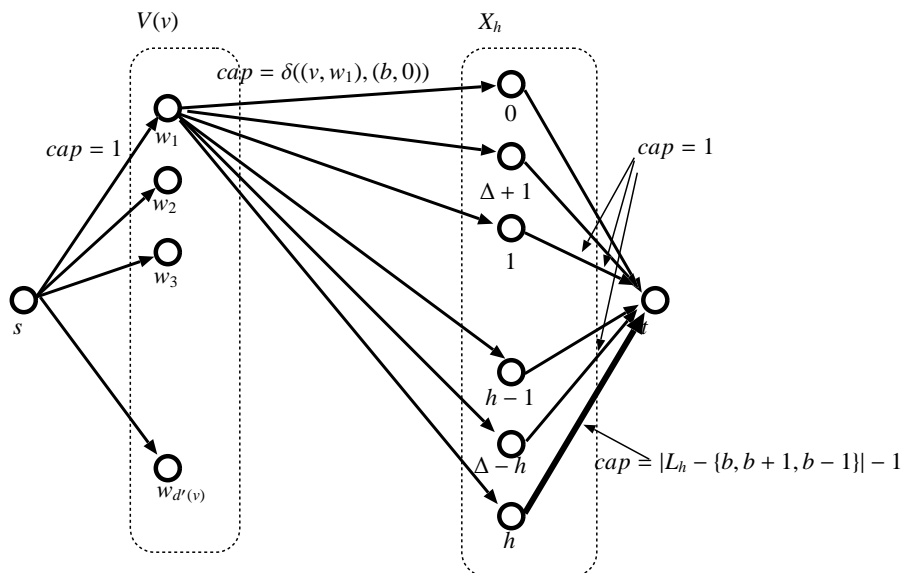 V(v)
X_h
cap = δ((v, w_1), (b, 0))
0
w_1
cap = 1
cap = 1
w_2
Δ + 1
w_3
1
s
t
h − 1
Δ − h
cap = |L_h − {b, b + 1, b − 1}| − 1
w_{d′(v)}
h